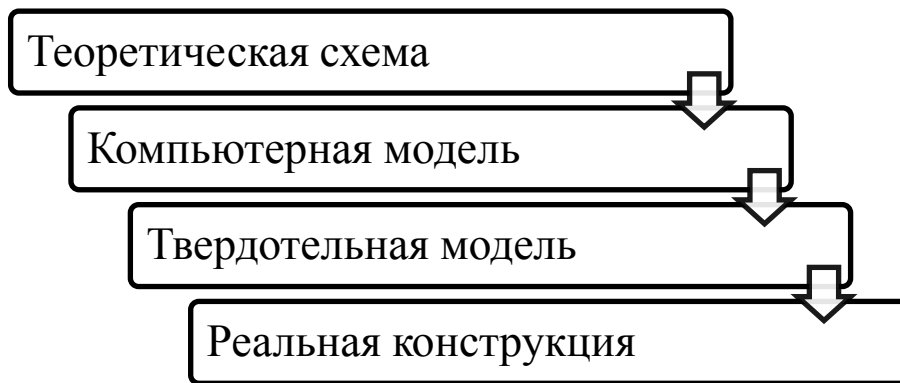 Теоретическая схема
Компьютерная модель
Твердотельная модель
Реальная конструкция